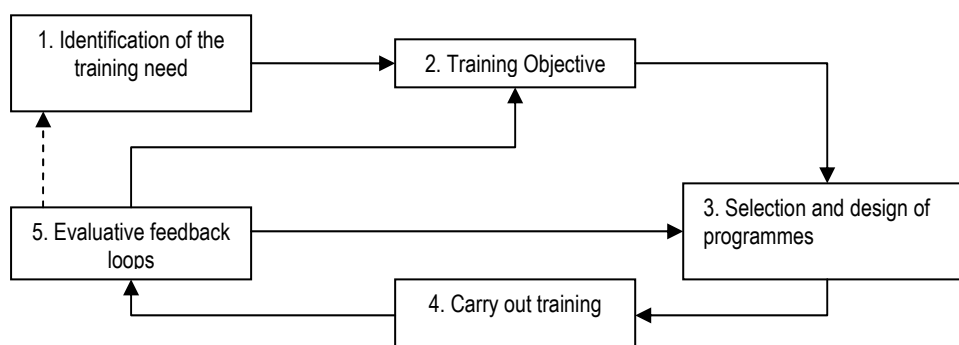 1. Identification of the
training need
2. Training Objective
3. Selection and design of
programmes
5. Evaluative feedback
loops
4. Carry out training